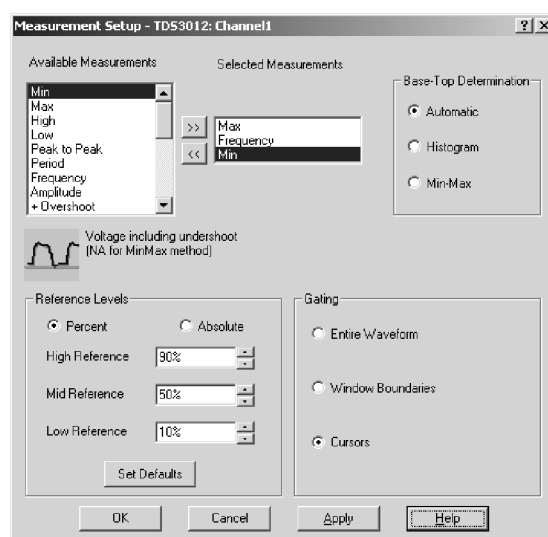 Measurement Setup - TDS3012: Channel1
Available Measurements
Min
Max
High
Low
Peak to Peak
Period
Frequency
Amplitude
+ Overshoot
>>
<<
Selected Measurements
Max
Frequency
Min
Base-Top Determination
Automatic
Histogram
Min-Max
Voltage including undershoot
(NA for MinMax method)
Reference Levels
Percent
Absolute
High Reference
90%
Mid Reference
50%
Low Reference
10%
Set Defaults
Gating
Entire Waveform
Window Boundaries
Cursors
OK
Cancel
Apply
Help